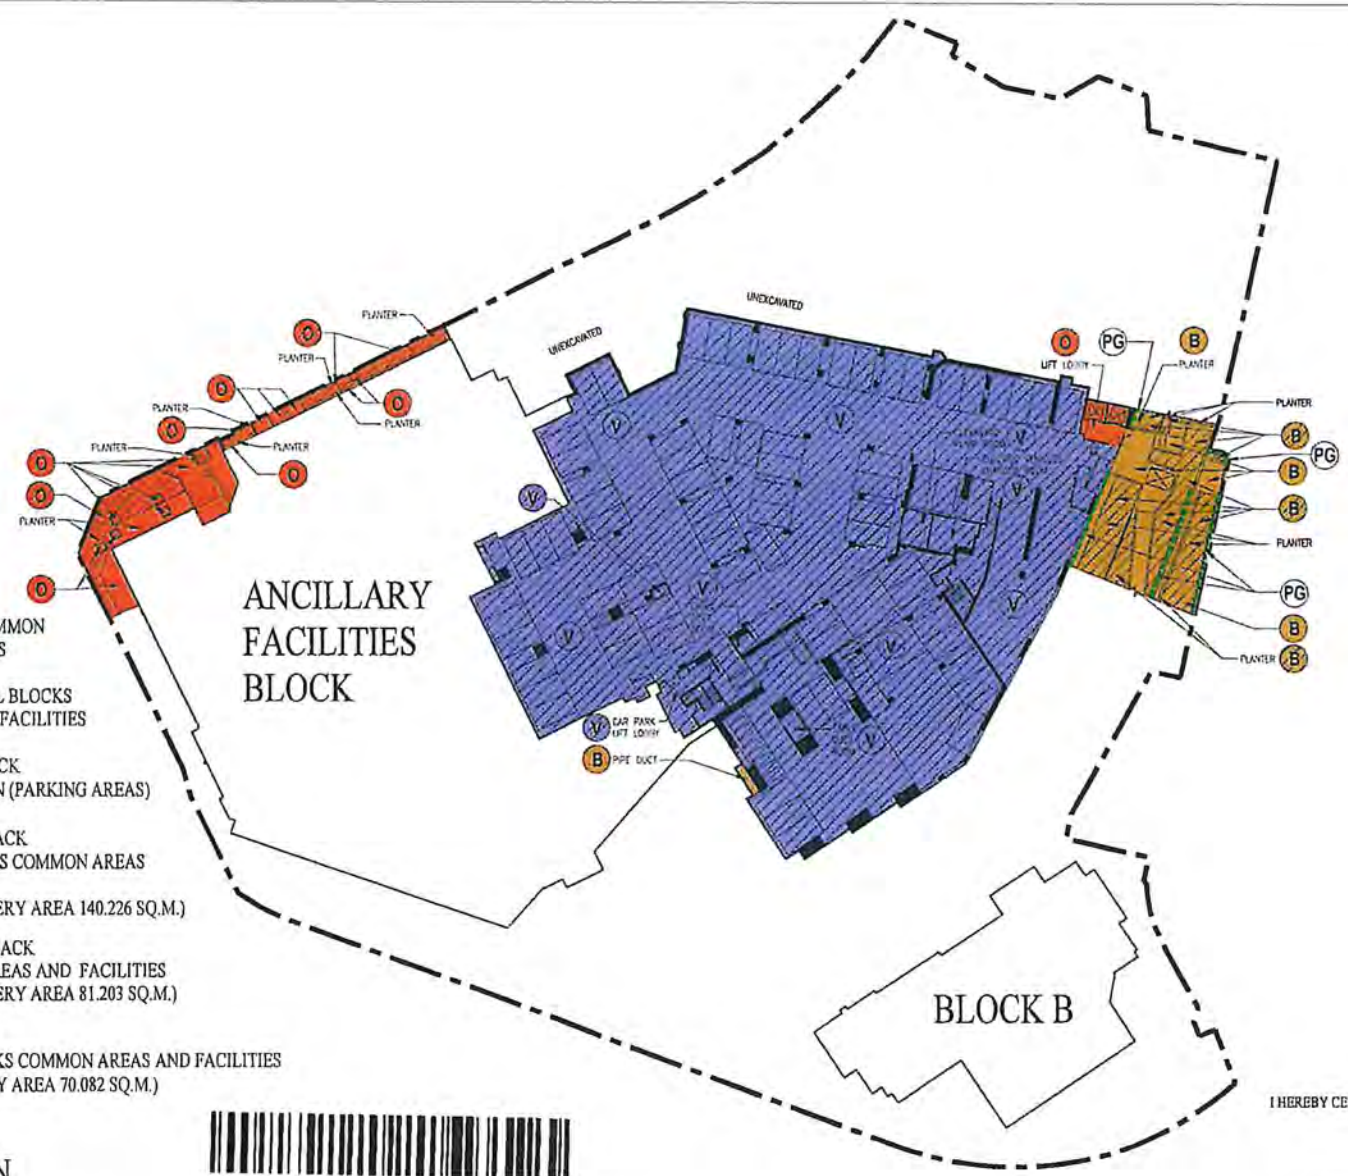 UNEXCAVATED
UNEXCAVATED
PLANTER
O
PLANTER
O
O
PLANTER
PLANTER
O
PLANTER
PLANTER
O
O
O
PLANTER
O
O
LIFT LOBBY
PG
B
PLANTER
PLANTER
B
PG
B
B
PLANTER
PG
B
PLANTER
B
V
V
V
V
V
V
V
V
V
V
V
CAR PARK
LIFT LOBBY
B
PIPE DUCT
ANCILLARY
FACILITIES
BLOCK
BLOCK B
MMON
S
L BLOCKS
FACILITIES
CK
N (PARKING AREAS)
ACK
S COMMON AREAS
ERY AREA 140.226 SQ.M.)
ACK
EAS AND FACILITIES
ERY AREA 81.203 SQ.M.)
KS COMMON AREAS AND FACILITIES
Y AREA 70.082 SQ.M.)
I HEREBY CE
N